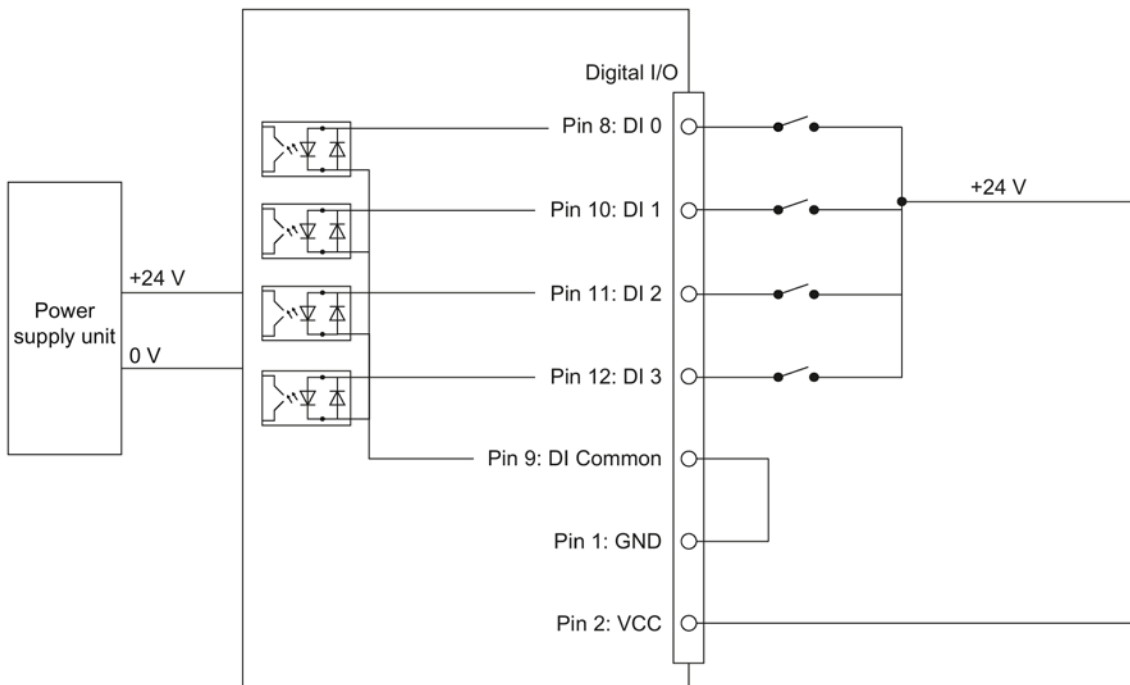 Digital I/O
Pin 8: DI 0
Pin 10: DI 1
+24 V
Pin 11: DI 2
+24 V
Power
supply unit
0 V
Pin 12: DI 3
Pin 9: DI Common
Pin 1: GND
Pin 2: VCC